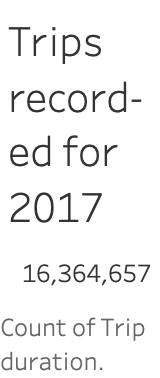 Trips
record-
ed for
2017
16,364,657
Count of Trip
duration.